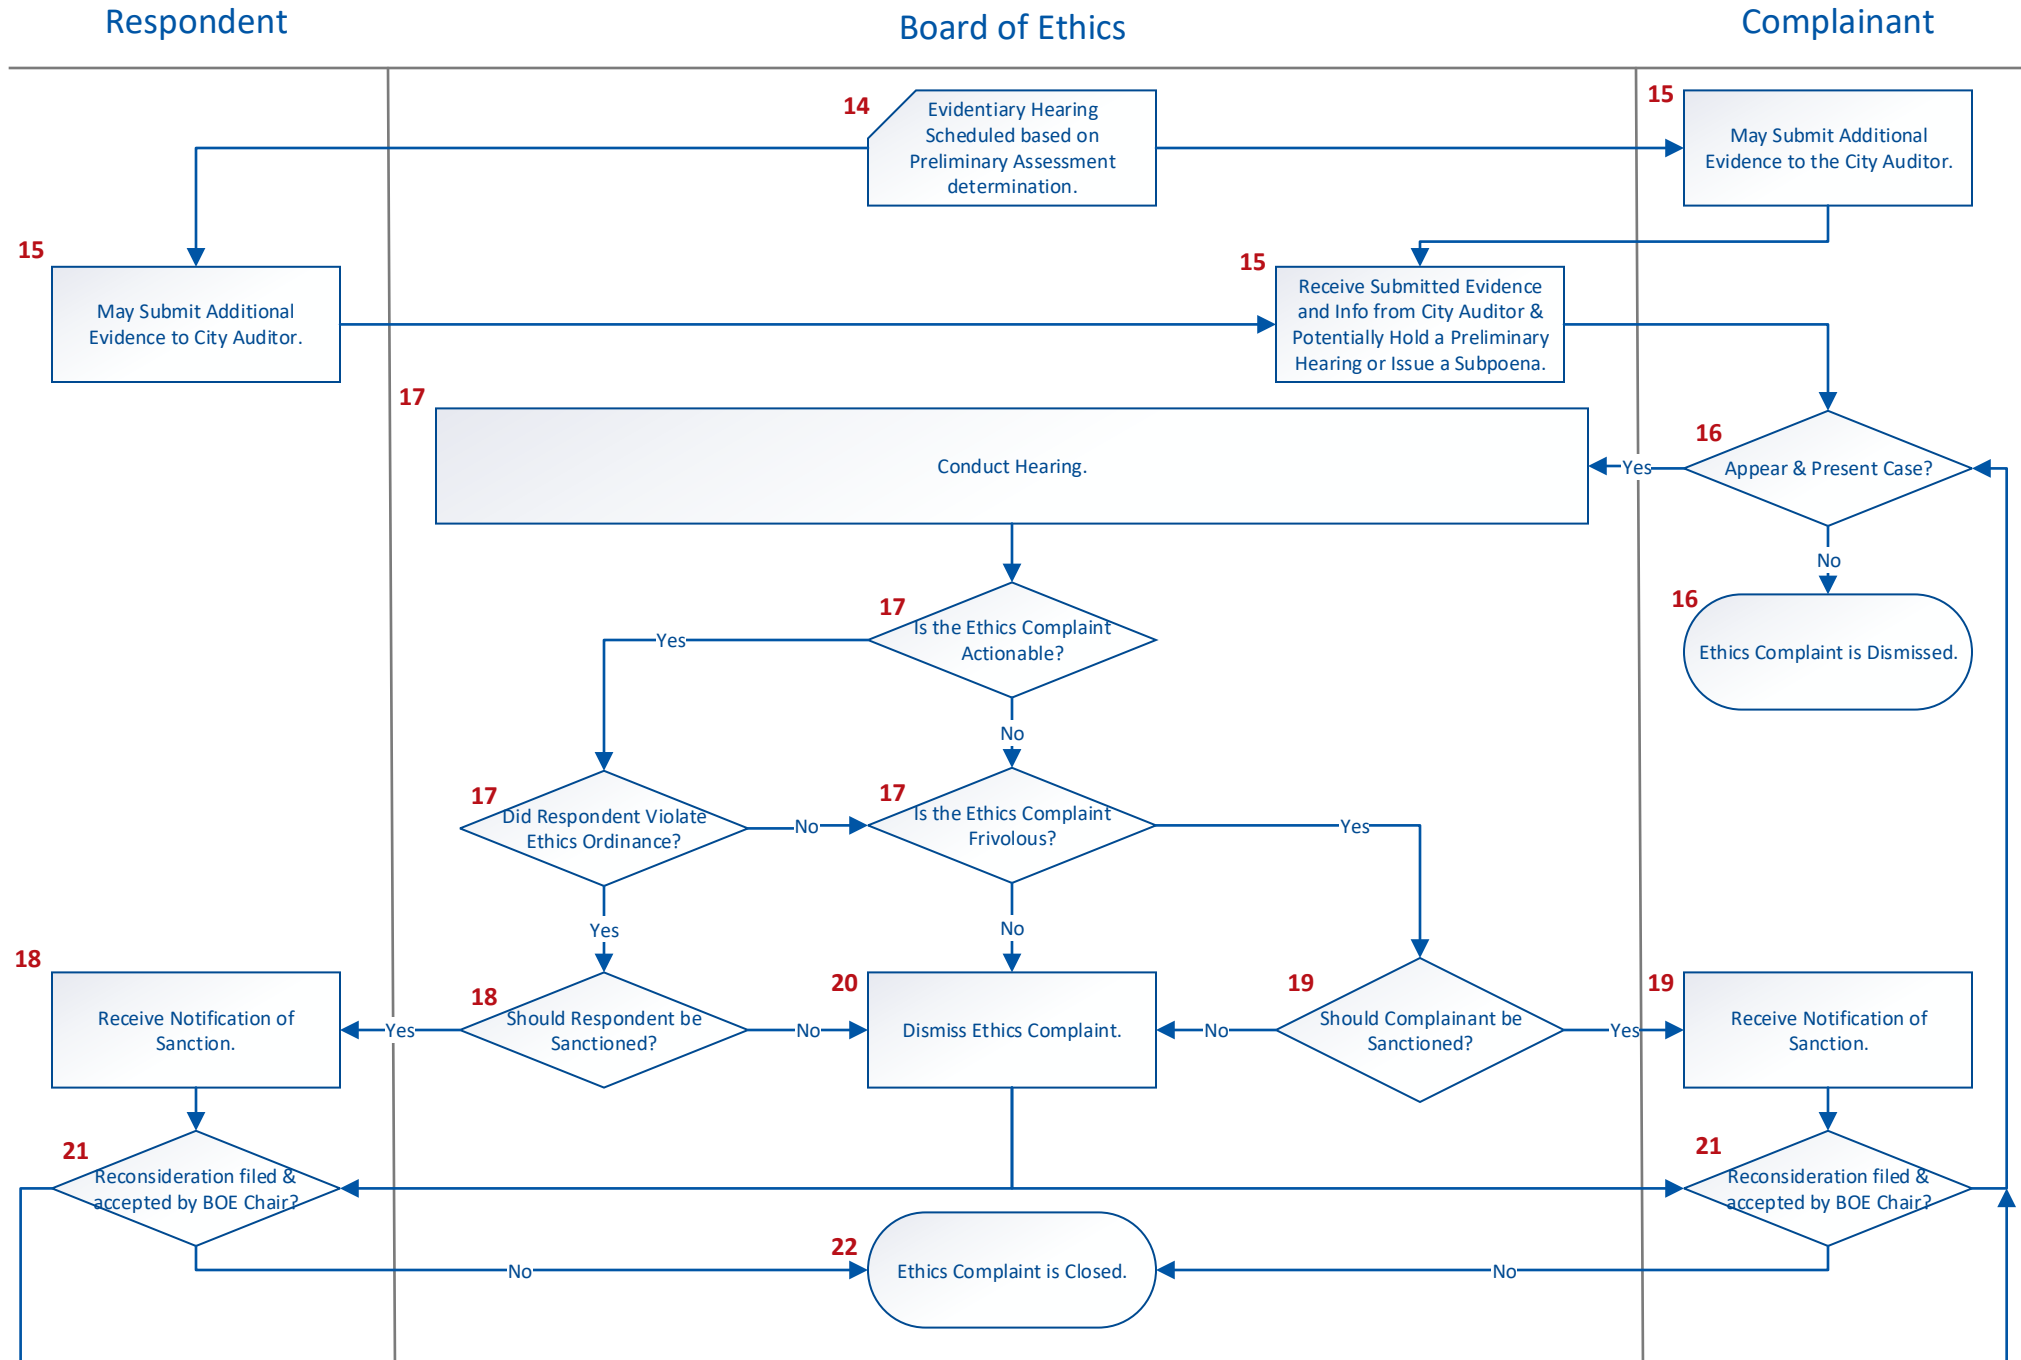 Respondent
Board of Ethics
Complainant
14
Evidentiary Hearing
Scheduled based on
Preliminary Assessment
determination.
15
May Submit Additional
Evidence to the City Auditor.
15
May Submit Additional
Evidence to City Auditor.
15
Receive Submitted Evidence
and Info from City Auditor &
Potentially Hold a Preliminary
Hearing or Issue a Subpoena.
17
Conduct Hearing.
Yes
16
Appear & Present Case?
No
16
Ethics Complaint is Dismissed.
17
Is the Ethics Complaint
Actionable?
Yes
No
17
Did Respondent Violate
Ethics Ordinance?
No
17
Is the Ethics Complaint
Frivolous?
Yes
Yes
No
18
Receive Notification of
Sanction.
Yes
18
Should Respondent be
Sanctioned?
No
20
Dismiss Ethics Complaint.
No
19
Should Complainant be
Sanctioned?
Yes
19
Receive Notification of
Sanction.
21
Reconsideration filed &
accepted by BOE Chair?
21
Reconsideration filed &
accepted by BOE Chair?
No
22
Ethics Complaint is Closed.
No